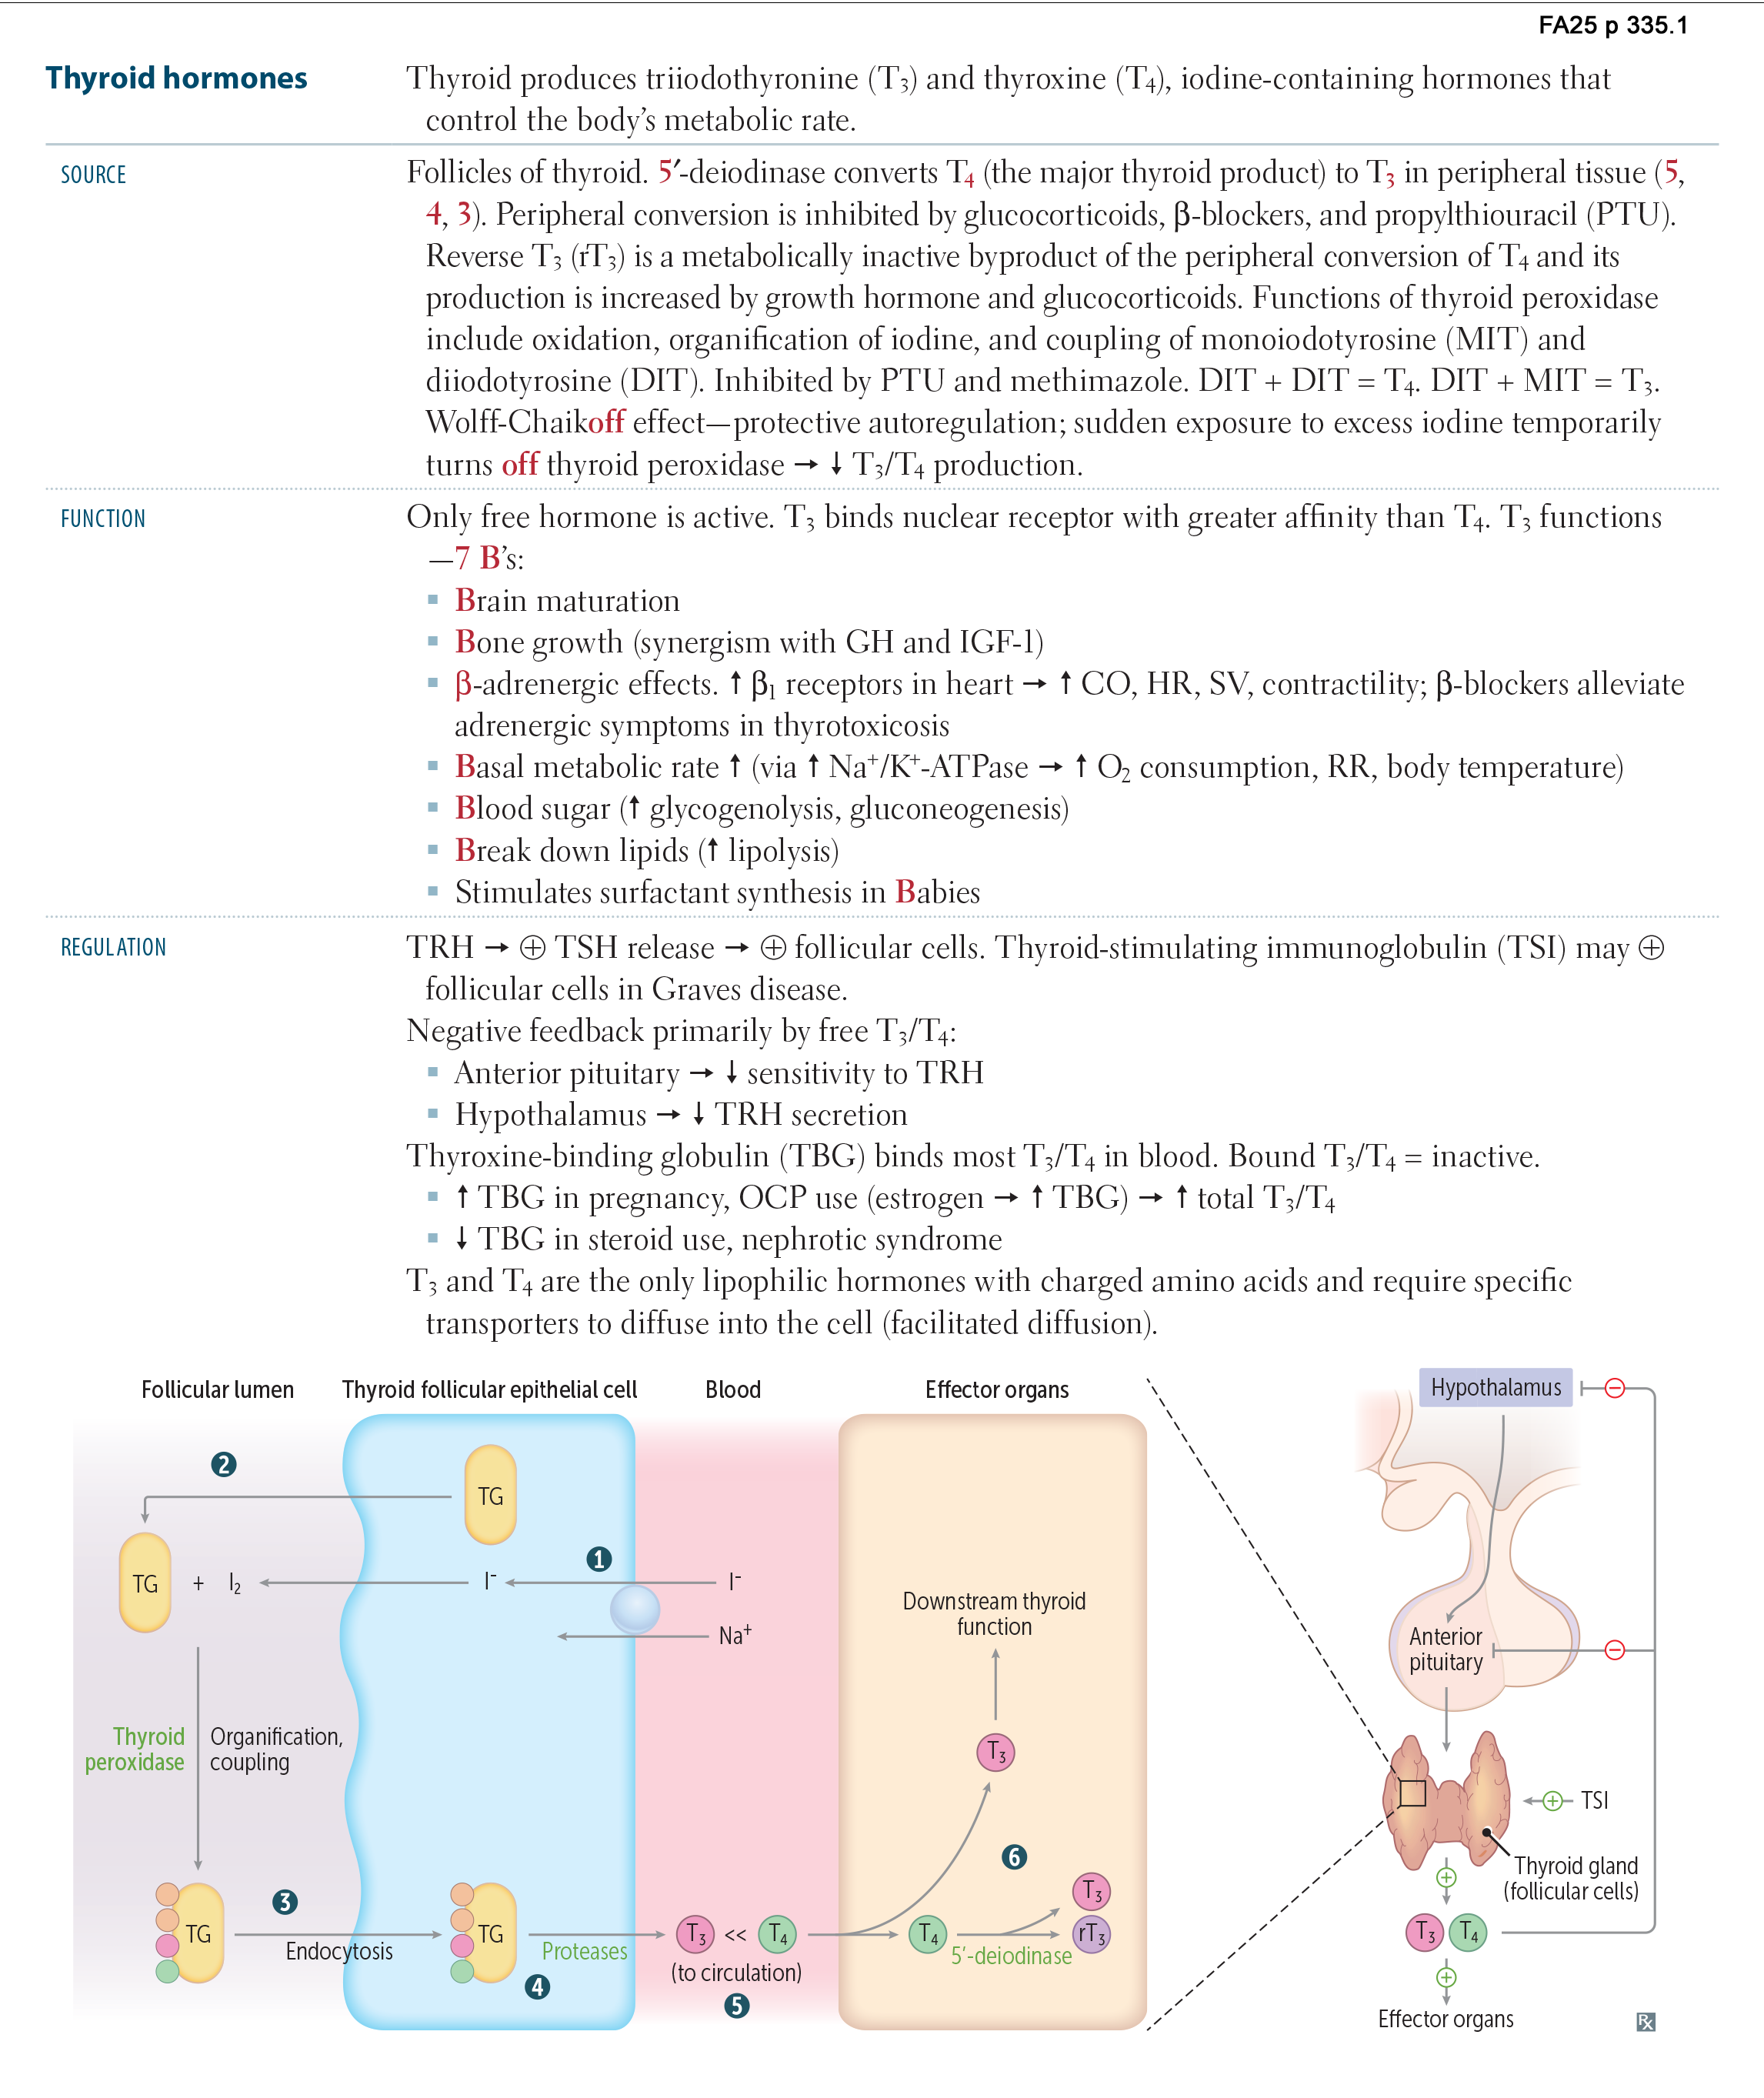 FA25 p 335.1
Thyroid hormones
Thyroid produces triiodothyronine (T₃) and thyroxine (T₄), iodine-containing hormones that
control the body’s metabolic rate.
SOURCE
Follicles of thyroid. 5′-deiodinase converts T₄ (the major thyroid product) to T₃ in peripheral tissue (5,
4, 3). Peripheral conversion is inhibited by glucocorticoids, β-blockers, and propylthiouracil (PTU).
Reverse T₃ (rT₃) is a metabolically inactive byproduct of the peripheral conversion of T₄ and its
production is increased by growth hormone and glucocorticoids. Functions of thyroid peroxidase
include oxidation, organification of iodine, and coupling of monoiodotyrosine (MIT) and
diiodotyrosine (DIT). Inhibited by PTU and methimazole. DIT + DIT = T₄. DIT + MIT = T₃.
Wolff-Chaikoff effect—protective autoregulation; sudden exposure to excess iodine temporarily
turns off thyroid peroxidase → ↓ T₃/T₄ production.
FUNCTION
Only free hormone is active. T₃ binds nuclear receptor with greater affinity than T₄. T₃ functions
—7 B’s:
▪ Brain maturation
▪ Bone growth (synergism with GH and IGF-1)
▪ β-adrenergic effects. ↑ β₁ receptors in heart → ↑ CO, HR, SV, contractility; β-blockers alleviate
adrenergic symptoms in thyrotoxicosis
▪ Basal metabolic rate ↑ (via ↑ Na⁺/K⁺-ATPase → ↑ O₂ consumption, RR, body temperature)
▪ Blood sugar (↑ glycogenolysis, gluconeogenesis)
▪ Break down lipids (↑ lipolysis)
▪ Stimulates surfactant synthesis in Babies
REGULATION
TRH → ⊕ TSH release → ⊕ follicular cells. Thyroid-stimulating immunoglobulin (TSI) may ⊕
follicular cells in Graves disease.
Negative feedback primarily by free T₃/T₄:
▪ Anterior pituitary → ↓ sensitivity to TRH
▪ Hypothalamus → ↓ TRH secretion
Thyroxine-binding globulin (TBG) binds most T₃/T₄ in blood. Bound T₃/T₄ = inactive.
▪ ↑ TBG in pregnancy, OCP use (estrogen → ↑ TBG) → ↑ total T₃/T₄
▪ ↓ TBG in steroid use, nephrotic syndrome
T₃ and T₄ are the only lipophilic hormones with charged amino acids and require specific
transporters to diffuse into the cell (facilitated diffusion).
Follicular lumen
Thyroid follicular epithelial cell
Blood
Effector organs
2
TG
1
TG + I₂
I⁻
I⁻
Na⁺
Thyroid
peroxidase
Organification,
coupling
3
TG
Endocytosis
TG
Proteases
4
T₃ << T₄
(to circulation)
5
Downstream thyroid
function
T₃
6
T₄
5′-deiodinase
T₃
rT₃
Hypothalamus
−
Anterior
pituitary
−
+ TSI
Thyroid gland
(follicular cells)
+
T₃ T₄
+
Effector organs
RX